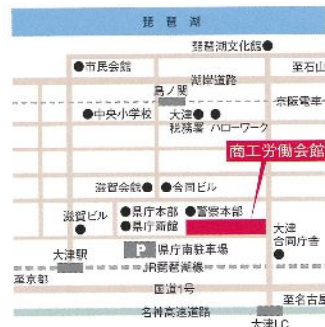 琵琶湖
琵琶湖文化館
市民会館
至石山
湖岸道路
島ノ関
京阪電車
中央小学校
大津
税務署
ハローワーク
商工労働会館
滋賀会館
合同ビル
滋賀ビル
県庁本部
警察本部
県庁新館
大津
合同庁舎
大津駅
P
県庁南駐車場
JR琵琶湖線
至京都
国道1号
至名古屋
名神高速道路
大津I.C